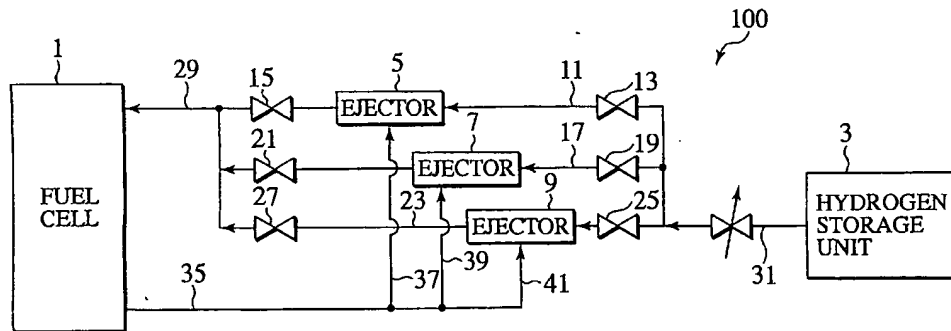 100
1
29
15
5
11
13
EJECTOR
7
21
17
19
3
EJECTOR
FUEL
CELL
27
23
9
25
HYDROGEN
STORAGE
UNIT
EJECTOR
31
35
37
39
41